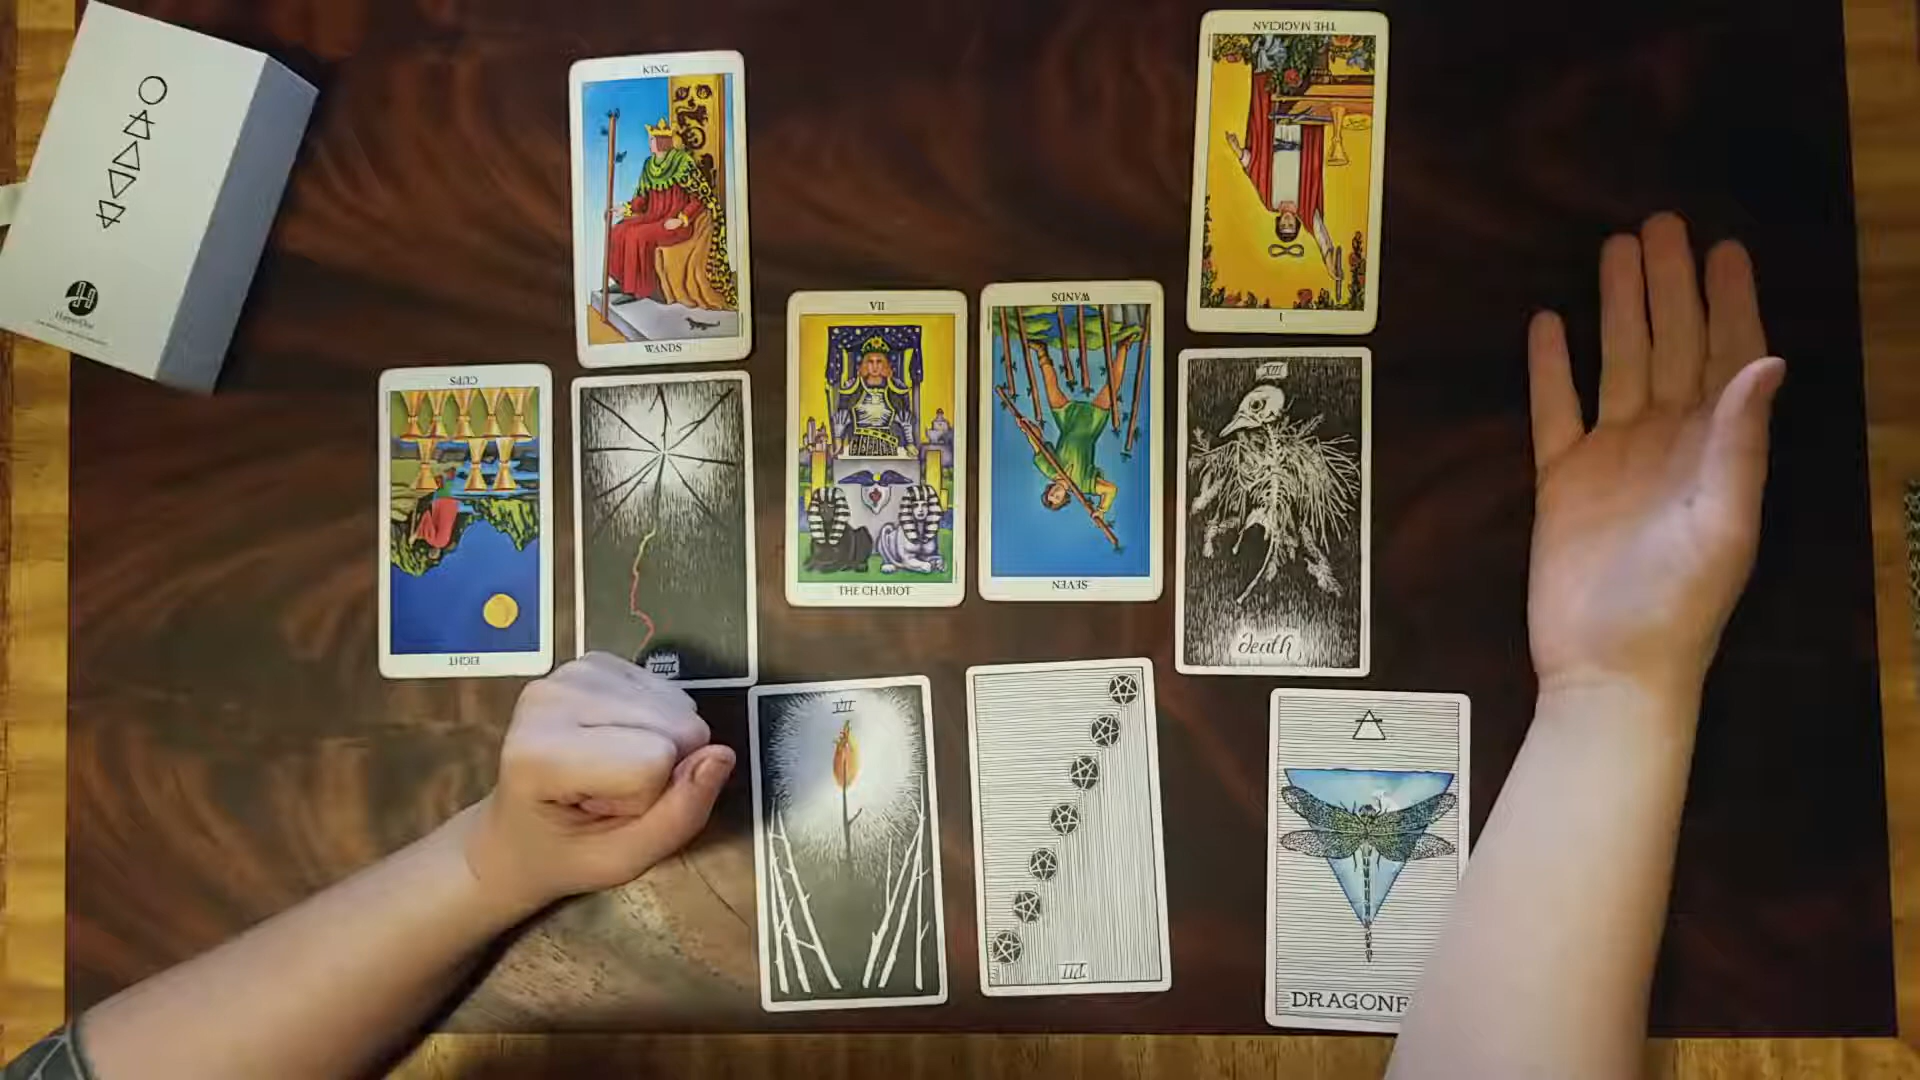 KING
WANDS
THE MAGICIAN
I
VII
THE CHARIOT
WANDS
SEVEN
CUPS
EIGHT
XIII
death
VII
VII
DRAGONF